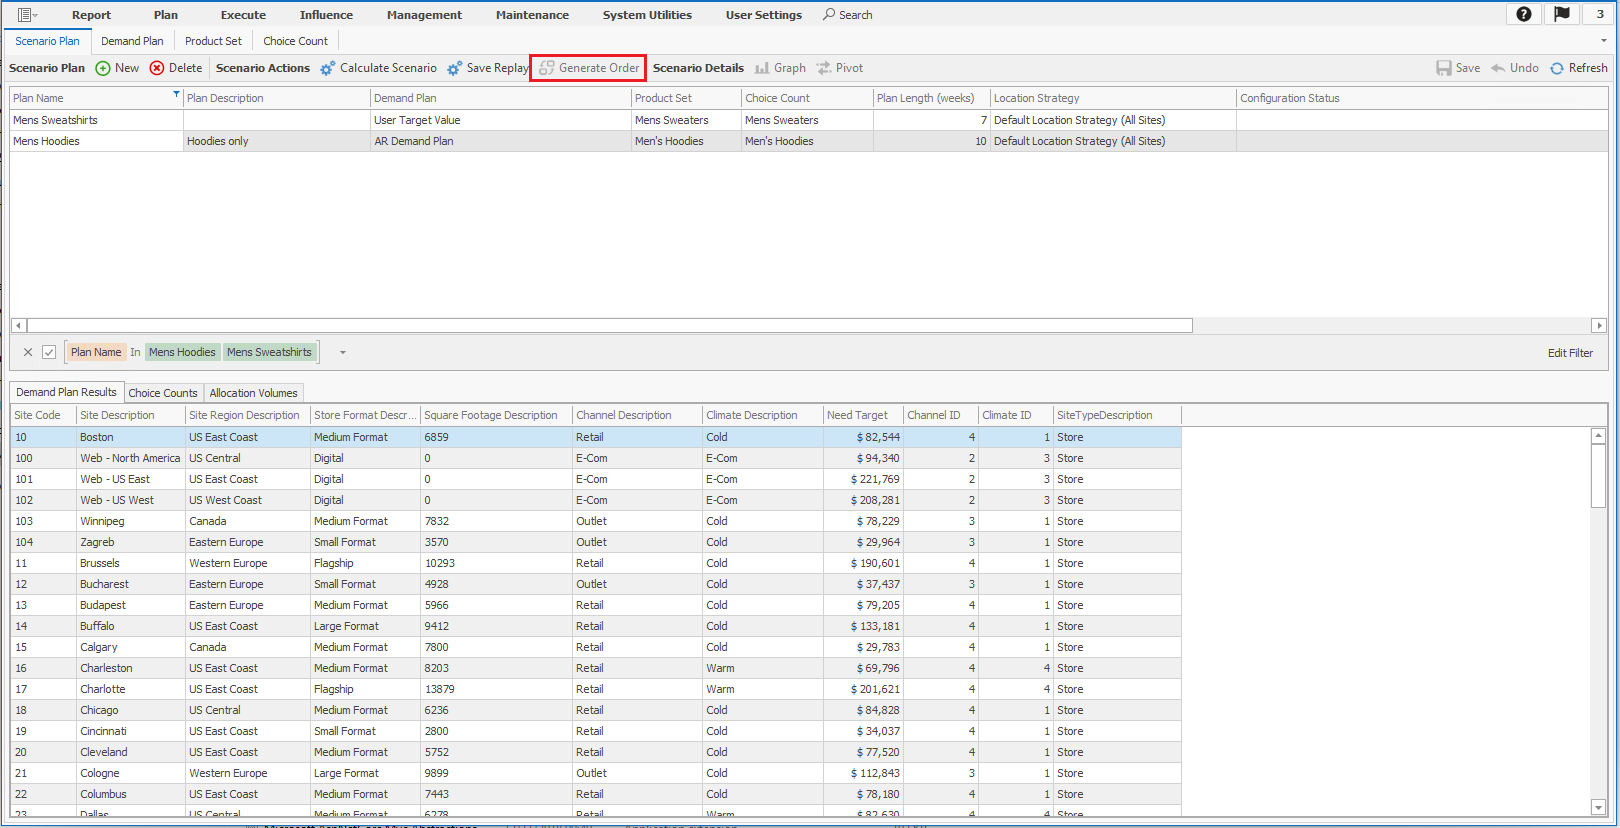 Report Plan Execute Influence Management Maintenance System Utilities User Settings Search ? 3
Scenario Plan Demand Plan Product Set Choice Count
Scenario Plan New Delete Scenario Actions Calculate Scenario Save Replay Generate Order Scenario Details Graph Pivot Save Undo Refresh
Plan Name Plan Description Demand Plan Product Set Choice Count Plan Length (weeks) Location Strategy Configuration Status
Mens Sweatshirts User Target Value Mens Sweaters Mens Sweaters 7 Default Location Strategy (All Sites)
Mens Hoodies Hoodies only AR Demand Plan Men's Hoodies Men's Hoodies 10 Default Location Strategy (All Sites)
Plan Name In Mens Hoodies Mens Sweatshirts Edit Filter
Demand Plan Results Choice Counts Allocation Volumes
Site Code Site Description Site Region Description Store Format Descr... Square Footage Description Channel Description Climate Description Need Target Channel ID Climate ID SiteTypeDescription
10 Boston US East Coast Medium Format 6859 Retail Cold $ 82,544 4 1 Store
100 Web - North America US Central Digital 0 E-Com E-Com $ 94,340 2 3 Store
101 Web - US East US East Coast Digital 0 E-Com E-Com $ 221,769 2 3 Store
102 Web - US West US West Coast Digital 0 E-Com E-Com $ 208,281 2 3 Store
103 Winnipeg Canada Medium Format 7832 Outlet Cold $ 78,229 3 1 Store
104 Zagreb Eastern Europe Small Format 3570 Outlet Cold $ 29,964 3 1 Store
11 Brussels Western Europe Flagship 10293 Retail Cold $ 190,601 4 1 Store
12 Bucharest Eastern Europe Small Format 4928 Outlet Cold $ 37,437 3 1 Store
13 Budapest Eastern Europe Medium Format 5966 Retail Cold $ 79,205 4 1 Store
14 Buffalo US East Coast Large Format 9412 Retail Cold $ 133,181 4 1 Store
15 Calgary Canada Medium Format 7800 Retail Cold $ 29,783 4 1 Store
16 Charleston US East Coast Medium Format 8203 Retail Warm $ 69,796 4 4 Store
17 Charlotte US East Coast Flagship 13879 Retail Warm $ 201,621 4 4 Store
18 Chicago US Central Medium Format 6236 Retail Cold $ 84,828 4 1 Store
19 Cincinnati US East Coast Small Format 2800 Retail Cold $ 34,037 4 1 Store
20 Cleveland US East Coast Medium Format 5752 Retail Cold $ 77,520 4 1 Store
21 Cologne Western Europe Large Format 9899 Outlet Cold $ 112,843 3 1 Store
22 Columbus US East Coast Medium Format 7443 Retail Cold $ 78,180 4 1 Store
23 Dallas US Central Medium Format 6278 Retail Warm $ 82,630 4 4 Store